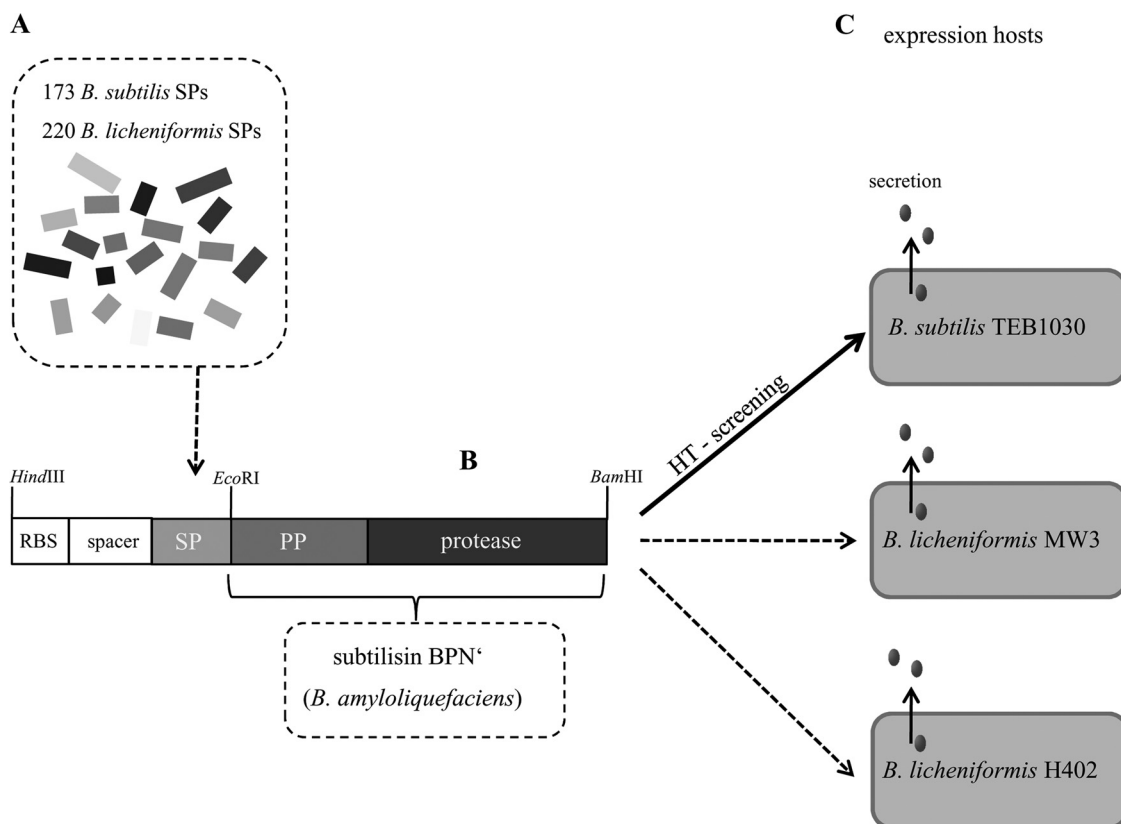 A
173 B. subtilis SPs
220 B. licheniformis SPs
HindIII
EcoRI
B
BamHI
RBS
spacer
SP
PP
protease
subtilisin BPN‘
(B. amyloliquefaciens)
HT - screening
C
expression hosts
secretion
B. subtilis TEB1030
B. licheniformis MW3
B. licheniformis H402